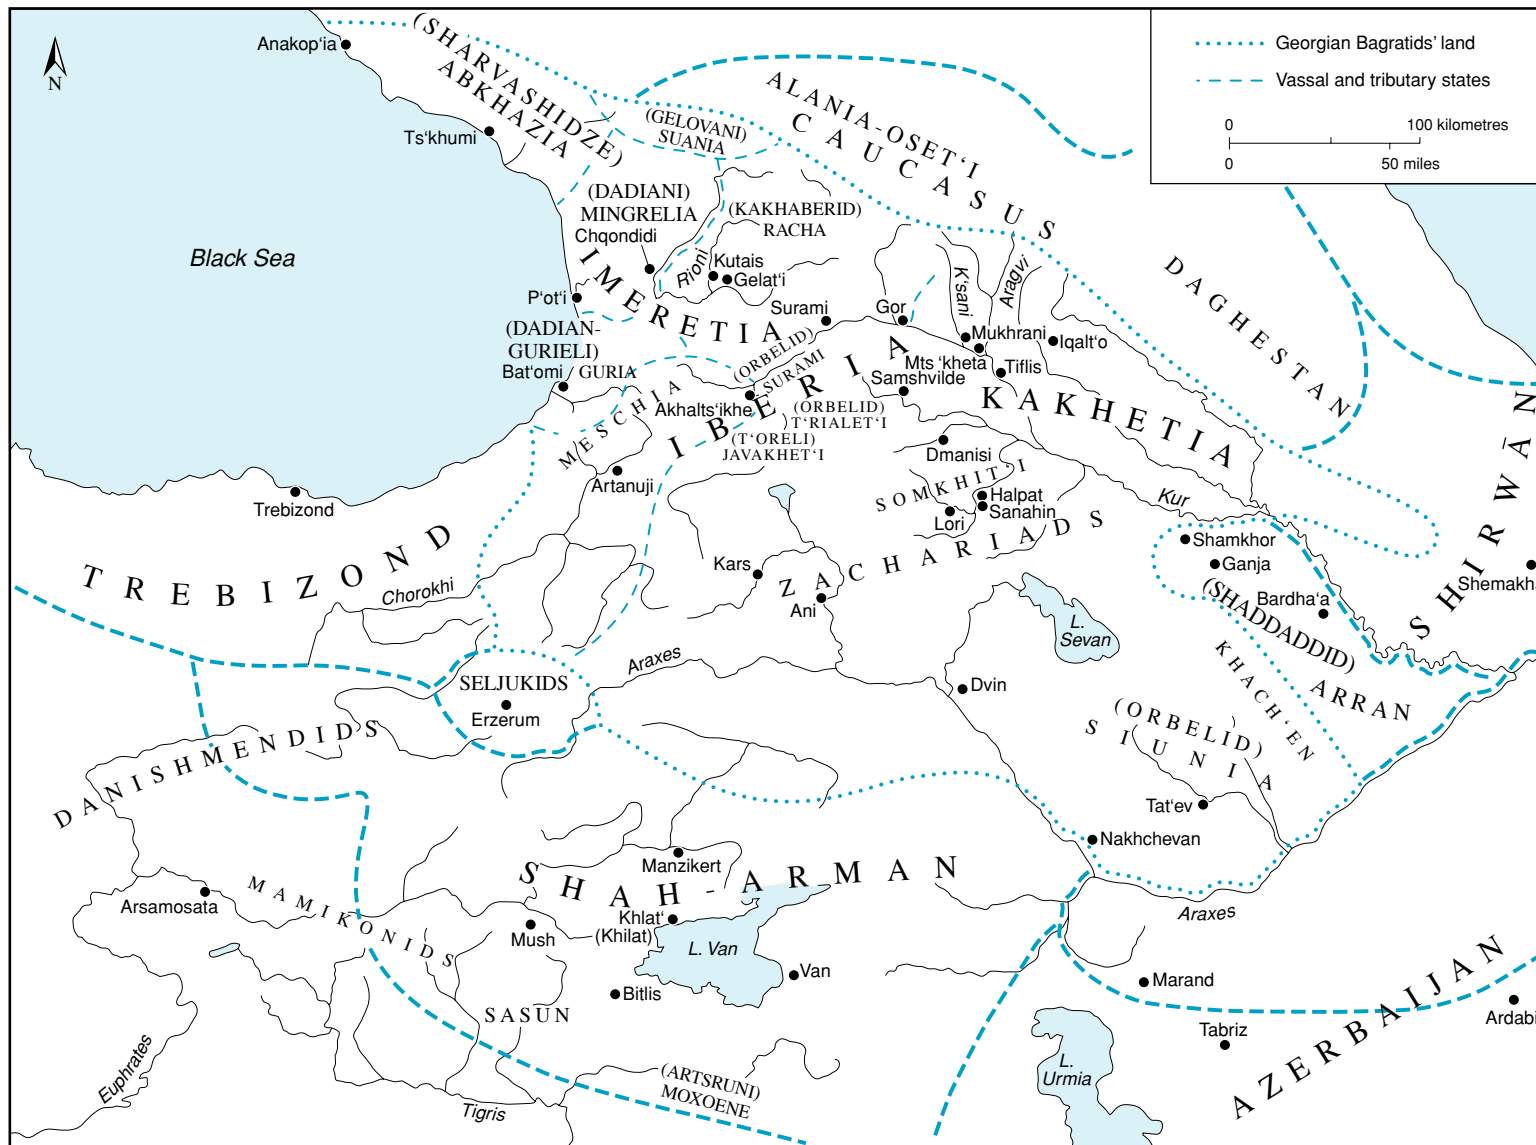 Georgian Bagratids' land
Vassal and tributary states
0 100 kilometres
0 50 miles
N
Anakop‘ia
(SHARVASHIDZE)
ABKHAZIA
Ts‘khumi
ALANIA-OSET‘I
CAUCASUS
(GELOVANI)
SUANIA
(DADIANI)
MINGRELIA
Chqondidi
(KAKHABERID)
RACHA
Black Sea
Rioni
Kutais
Gelat‘i
K‘sani
Aragvi
DAGHESTAN
P‘ot‘i
IMERETIA
Surami
Gor
Mukhrani
Iqalt‘o
(DADIAN-
GURIELI)
GURIA
Bat‘omi
(ORBELID)
SURAMI
Mts ‘kheta
Tiflis
Samshvilde
IBERIA
KAKHETIA
MESCHIA
Akhalts‘ikhe
(ORBELID)
T‘RIALET‘I
(T‘ORELI)
JAVAKHET‘I
Dmanisi
Artanuji
SOMKHIT‘I
Halpat
Sanahin
Lori
Kur
SHIRWĀN
Trebizond
TREBIZOND
Chorokhi
Kars
ZACHARIADS
Ani
Shamkhor
Ganja
(SHADDADDID)
Bardha‘a
Shemakh
L.
Sevan
Araxes
Dvin
KHACH‘EN
ARRAN
SELJUKIDS
Erzerum
(ORBELID)
SIUNIA
DANISHMENDIDS
Tat‘ev
Nakhchevan
Manzikert
SHAH-ARMAN
Arsamosata
MAMIKONIDS
Khlat‘
(Khilat)
Mush
L. Van
Van
Araxes
Bitlis
Marand
SASUN
AZERBAIJAN
Ardabi
Tabriz
L.
Urmia
Euphrates
Tigris
(ARTSRUNI)
MOXOENE